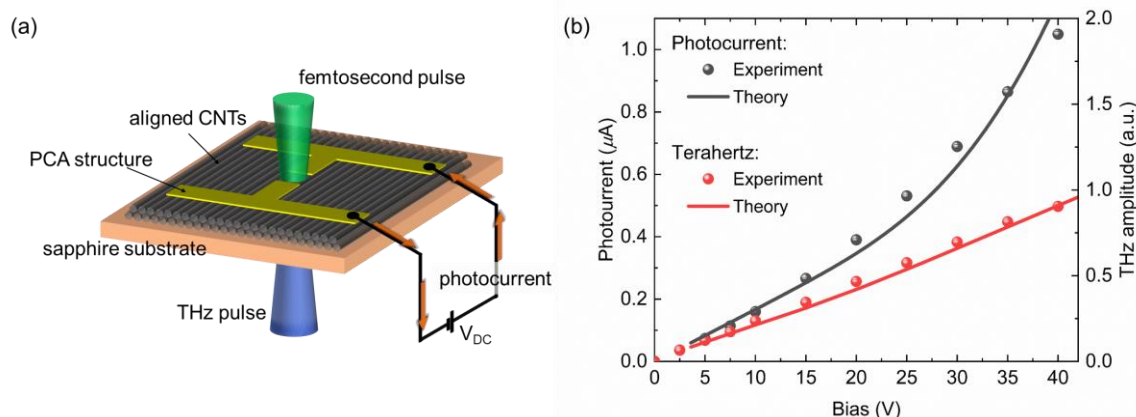 (a)
femtosecond pulse
aligned CNTs
PCA structure
sapphire substrate
photocurrent
THz pulse
V_DC
(b)
Photocurrent:
Experiment
Theory
Terahertz:
Experiment
Theory
Photourrent (μA)
1.0
0.8
0.6
0.4
0.2
0.0
THz amplitude (a.u.)
2.0
1.5
1.0
0.5
0.0
0 5 10 15 20 25 30 35 40
Bias (V)